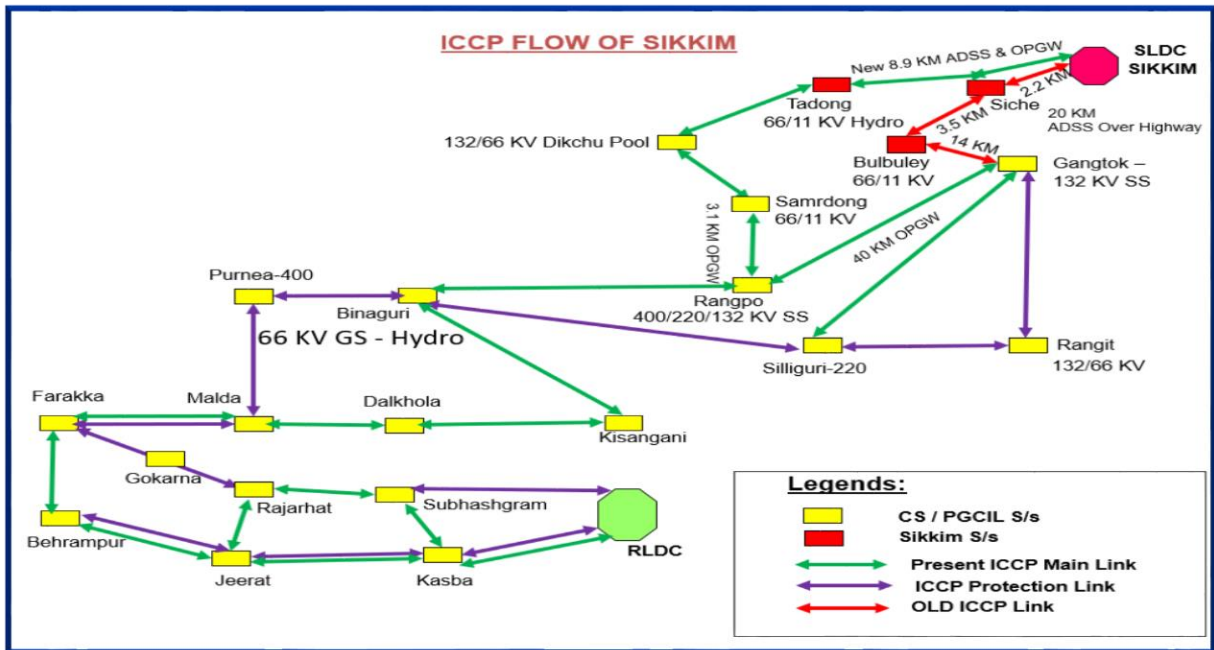 ICCP FLOW OF SIKKIM
SLDC
SIKKIM
New 8.9 KM ADSS & OPGW
2.2 KM
Siche
20 KM
ADSS Over Highway
Tadong
66/11 KV Hydro
3.5 KM
132/66 KV Dikchu Pool
Bulbuley
66/11 KV
14 KM
Gangtok –
132 KV SS
Samrdong
66/11 KV
3.1 KM OPGW
40 KM OPGW
Purnea-400
Binaguri
Rangpo
400/220/132 KV SS
66 KV GS - Hydro
Silliguri-220
Rangit
132/66 KV
Farakka
Malda
Dalkhola
Kisangani
Gokarna
Rajarhat
Subhashgram
RLDC
Behrampur
Jeerat
Kasba
Legends:
CS / PGCIL S/s
Sikkim S/s
Present ICCP Main Link
ICCP Protection Link
OLD ICCP Link